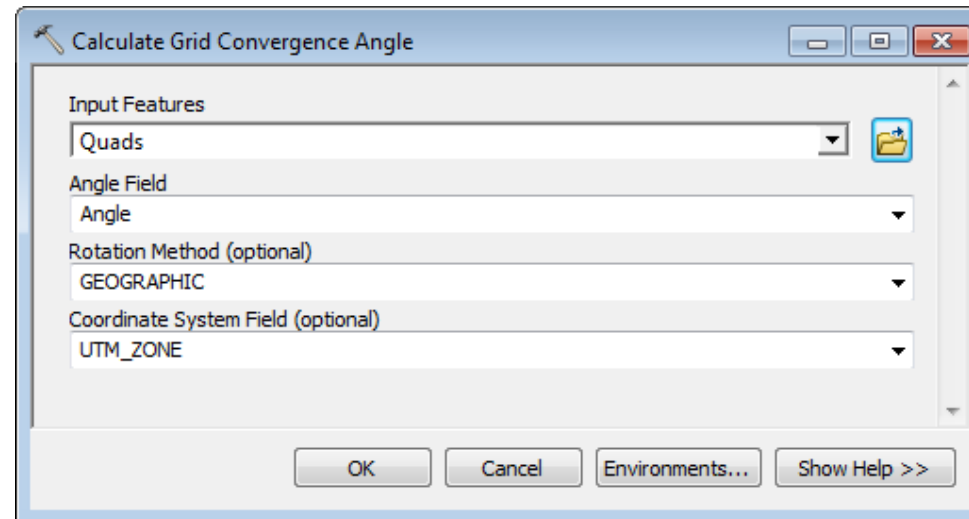 Calculate Grid Convergence Angle
Input Features
Quads
Angle Field
Angle
Rotation Method (optional)
GEOGRAPHIC
Coordinate System Field (optional)
UTM_ZONE
OK Cancel Environments... Show Help >>